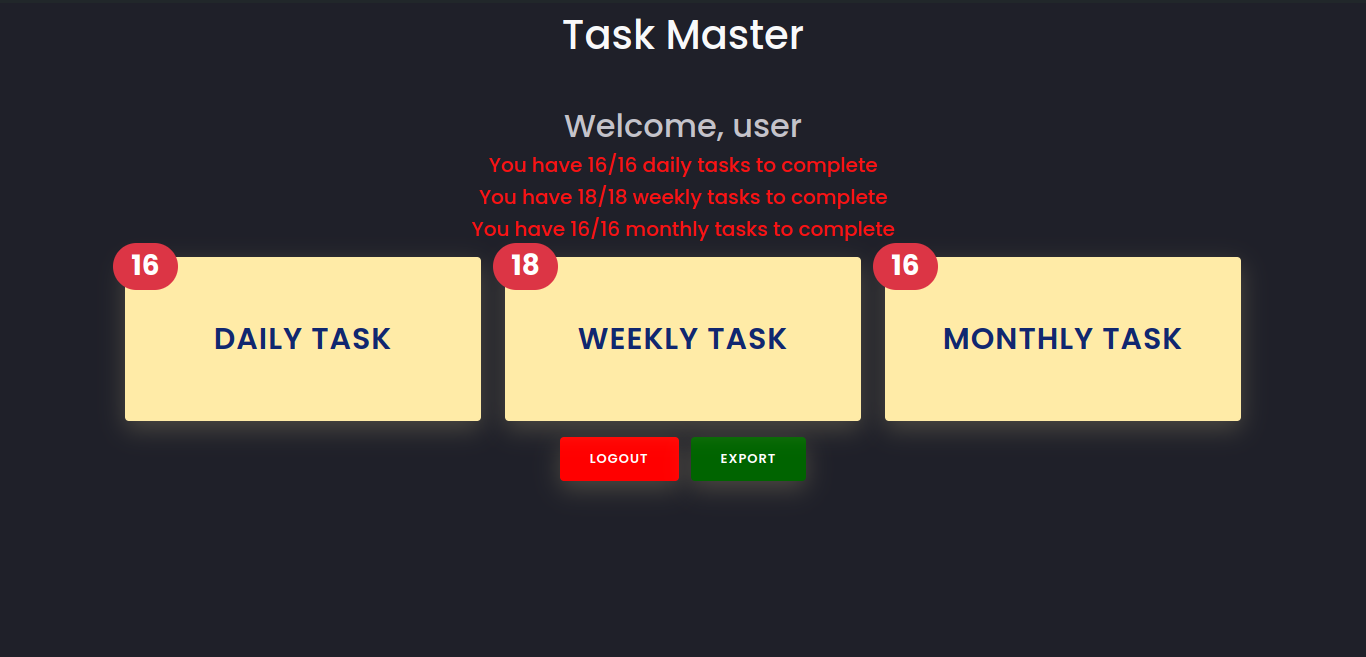 Task Master
Welcome, user
You have 16/16 daily tasks to complete
You have 18/18 weekly tasks to complete
You have 16/16 monthly tasks to complete
16
DAILY TASK
18
WEEKLY TASK
16
MONTHLY TASK
LOGOUT
EXPORT